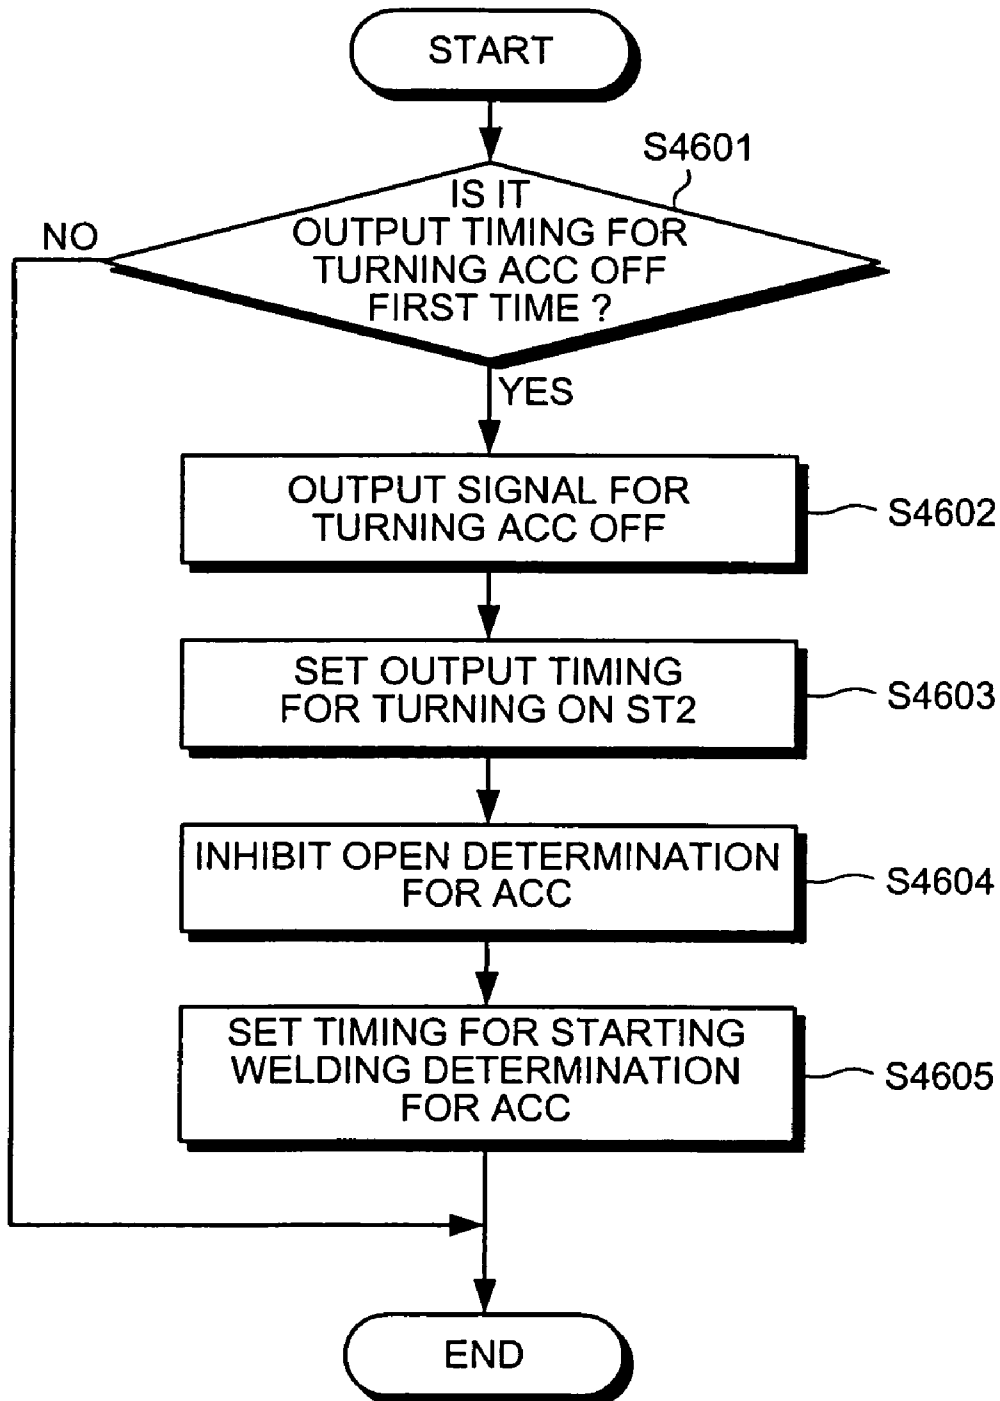 START
S4601
IS IT
OUTPUT TIMING FOR
TURNING ACC OFF
FIRST TIME ?
NO
YES
OUTPUT SIGNAL FOR
TURNING ACC OFF
S4602
SET OUTPUT TIMING
FOR TURNING ON ST2
S4603
INHIBIT OPEN DETERMINATION
FOR ACC
S4604
SET TIMING FOR STARTING
WELDING DETERMINATION
FOR ACC
S4605
END